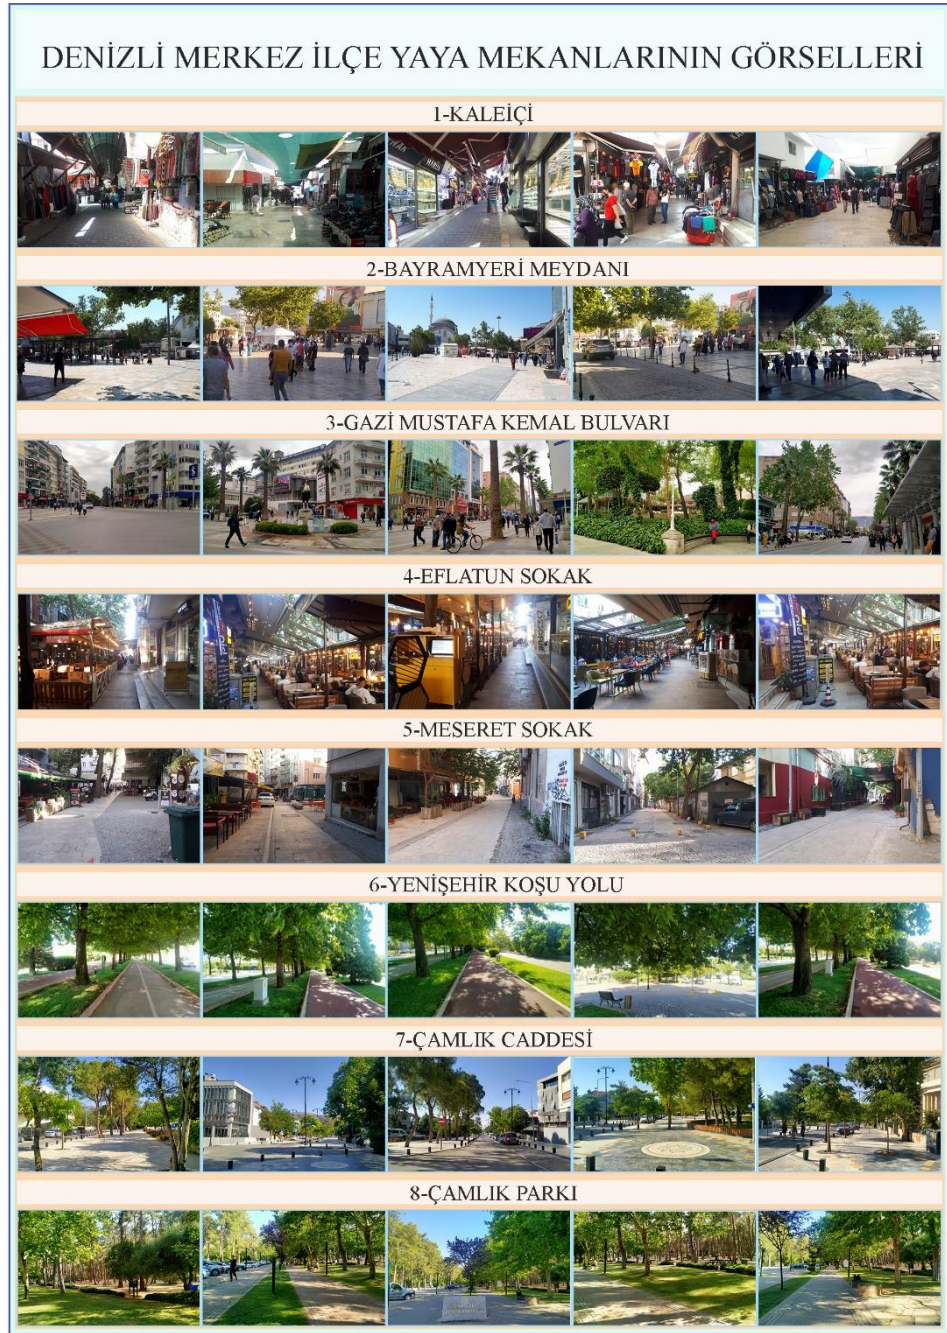 DENİZLİ MERKEZ İLÇE YAYA MEKANLARININ GÖRSELLERİ
1-KALEİÇİ
2-BAYRAMYERİ MEYDANI
3-GAZİ MUSTAFA KEMAL BULVARI
4-EFLATUN SOKAK
5-MESERET SOKAK
6-YENİŞEHİR KOŞU YOLU
7-ÇAMLIK CADDESİ
8-ÇAMLIK PARKI